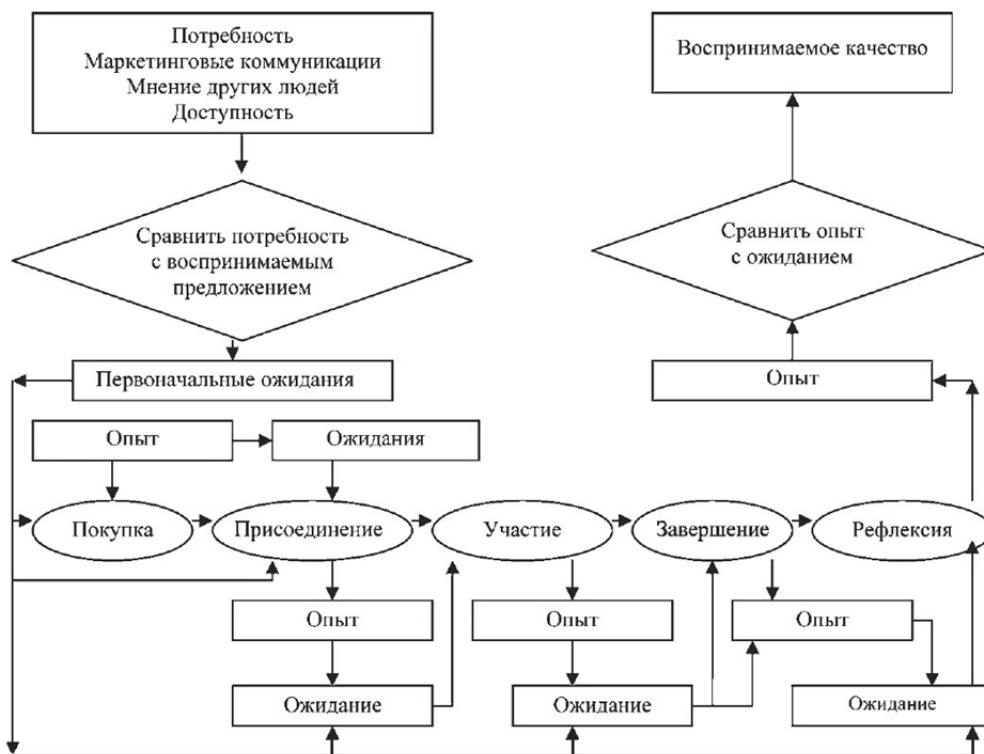 Потребность
Маркетинговые коммуникации
Мнение других людей
Доступность
Воспринимаемое качество
Сравнить потребность
с воспринимаемым
предложением
Сравнить опыт
с ожиданием
Первоначальные ожидания
Опыт
Опыт
Ожидания
Покупка
Присоединение
Участие
Завершение
Рефлексия
Опыт
Опыт
Опыт
Ожидание
Ожидание
Ожидание